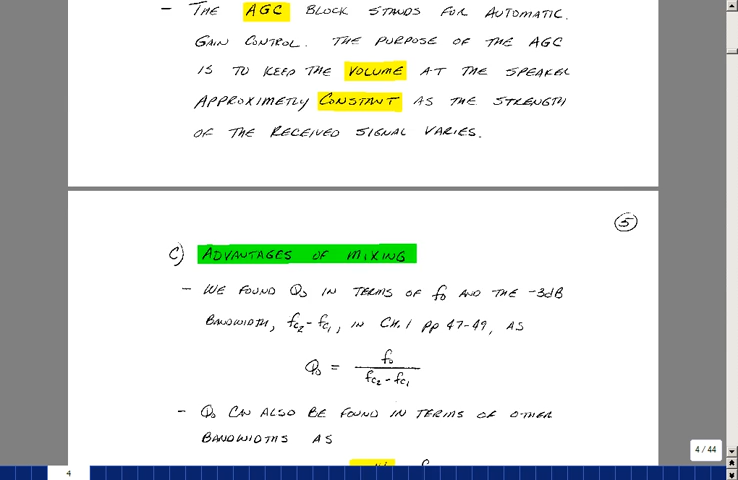 - THE AGC BLOCK STANDS FOR AUTOMATIC.
GAIN CONTROL. THE PURPOSE OF THE AGC
IS TO KEEP THE VOLUME AT THE SPEAKER
APPROXIMETLY CONSTANT AS THE STRENGTH
OF THE RECEIVED SIGNAL VARIES.
5
C) ADVANTAGES OF MIXING
- WE FOUND Q₀ IN TERMS OF f₀ AND THE -3dB
BANDWIDTH, fc₂-fc₁, IN CH.1 PP 47-49, AS
Q₀ = f₀ / (fc₂ - fc₁)
- Q₀ CAN ALSO BE FOUND IN TERMS OF OTHER
BANDWIDTHS AS
4 / 44
4